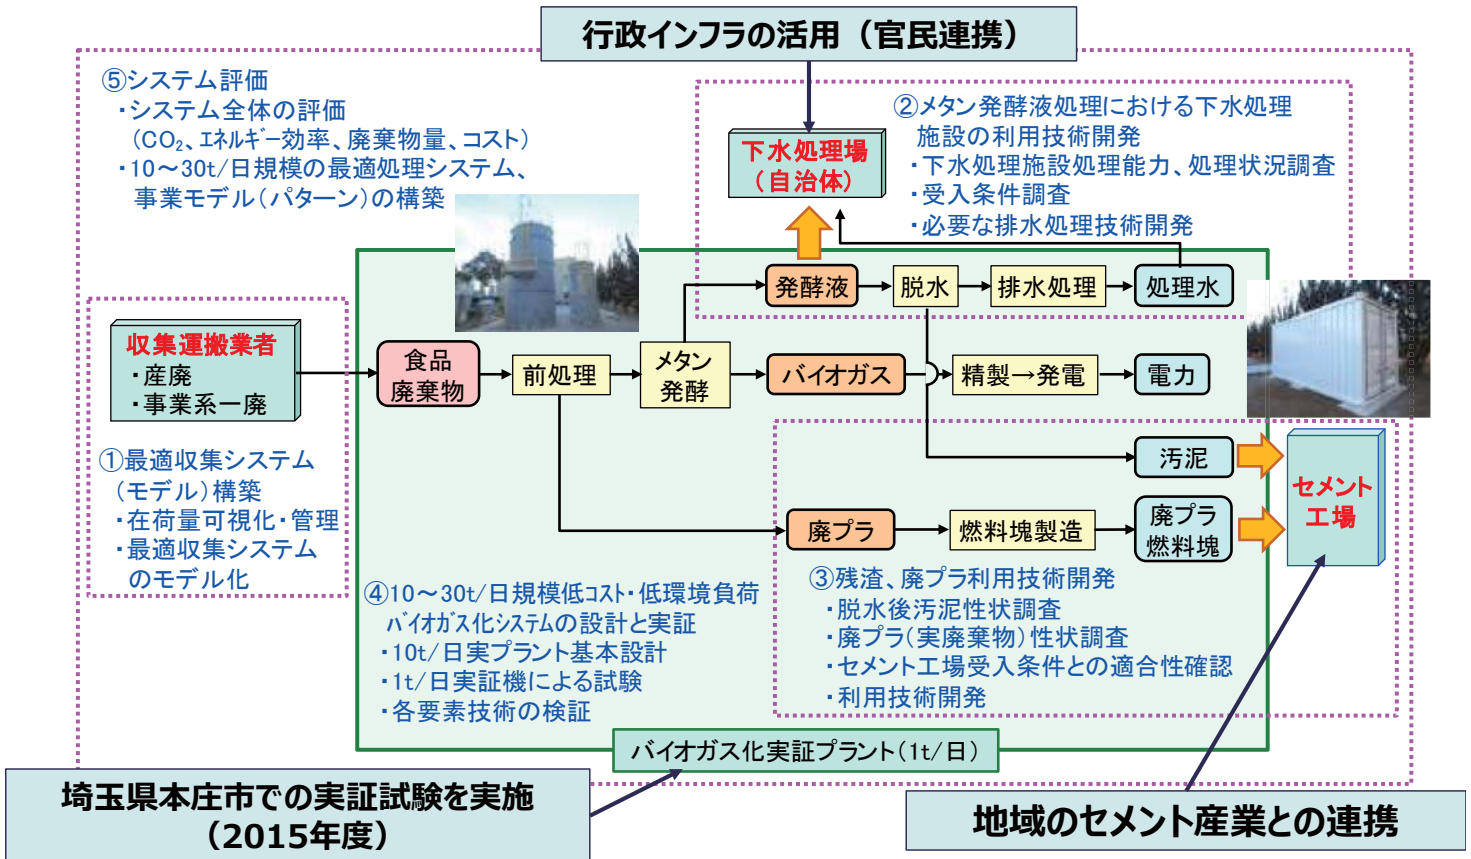 行政インフラの活用（官民連携）
⑤システム評価
・システム全体の評価
（CO₂、エネルギー効率、廃棄物量、コスト）
・10～30t/日規模の最適処理システム、
事業モデル（パターン）の構築
②メタン発酵液処理における下水処理
施設の利用技術開発
・下水処理施設処理能力、処理状況調査
・受入条件調査
・必要な排水処理技術開発
下水処理場
（自治体）
発酵液
脱水
排水処理
処理水
収集運搬業者
・産廃
・事業系一廃
食品
廃棄物
前処理
メタン
発酵
バイオガス
精製→発電
電力
①最適収集システム
（モデル）構築
・在荷量可視化・管理
・最適収集システム
のモデル化
汚泥
セメント
工場
廃プラ
燃料塊製造
廃プラ
燃料塊
④10～30t/日規模低コスト・低環境負荷
バイオガス化システムの設計と実証
・10t/日実プラント基本設計
・1t/日実証機による試験
・各要素技術の検証
③残渣、廃プラ利用技術開発
・脱水後汚泥性状調査
・廃プラ（実廃棄物）性状調査
・セメント工場受入条件との適合性確認
・利用技術開発
バイオガス化実証プラント（1t/日）
埼玉県本庄市での実証試験を実施
（2015年度）
地域のセメント産業との連携